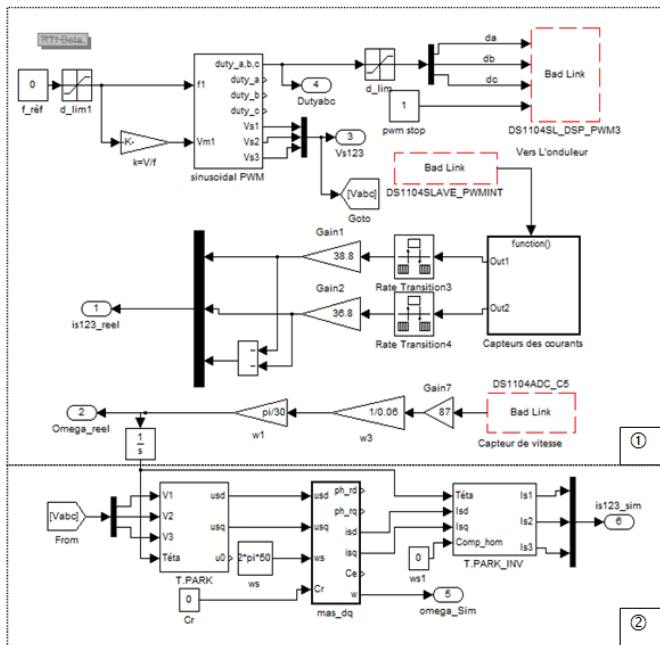 RTI Data
0
f_réf
d_lim1
-K-
k=V/f
f1
Vm1
duty_a,b,c
duty_a
duty_b
duty_c
Vs1
Vs2
Vs3
sinusoidal PWM
4
Dutyabc
3
Vs123
[Vabc]
Goto
d_lim
da
db
dc
1
pwm stop
Bad Link
DS1104SL_DSP_PWM3
Vers L'onduleur
Bad Link
DS1104SLAVE_PWMINT
function()
Out1
Out2
Capteurs des courants
Gain1
38.8
Rate Transition3
Gain2
36.8
Rate Transition4
1
is123_reel
-
-
2
Omega_reel
pi/30
w1
1/0.06
w3
Gain7
87
DS1104ADC_C5
Bad Link
Capteur de vitesse
1
s
①
[Vabc]
From
V1
V2
V3
Téta
usd
usq
u0
T.PARK
2*pi*50
ws
0
Cr
usd
usq
ws
Cr
ph_rd
ph_rq
isd
isq
Ce
w
mas_dq
0
ws1
5
omega_Sim
Téta
Isd
Isq
Comp_hom
Is1
Is2
Is3
T.PARK_INV
is123_sim
6
②